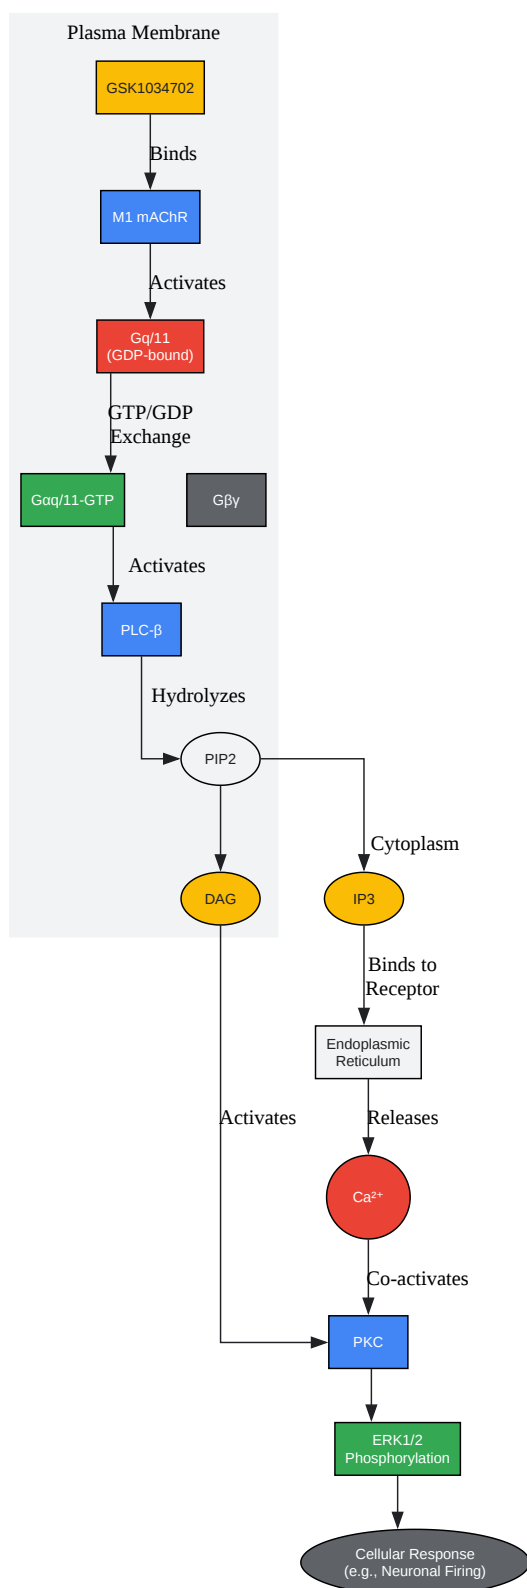 Plasma Membrane
GSK1034702
Binds
M1 mAChR
Activates
Gq/11
(GDP-bound)
GTP/GDP
Exchange
Gαq/11-GTP
Gβγ
Activates
PLC-β
Hydrolyzes
PIP2
Cytoplasm
DAG
IP3
Binds to
Receptor
Endoplasmic
Reticulum
Activates
Releases
Ca²⁺
Co-activates
PKC
ERK1/2
Phosphorylation
Cellular Response
(e.g., Neuronal Firing)